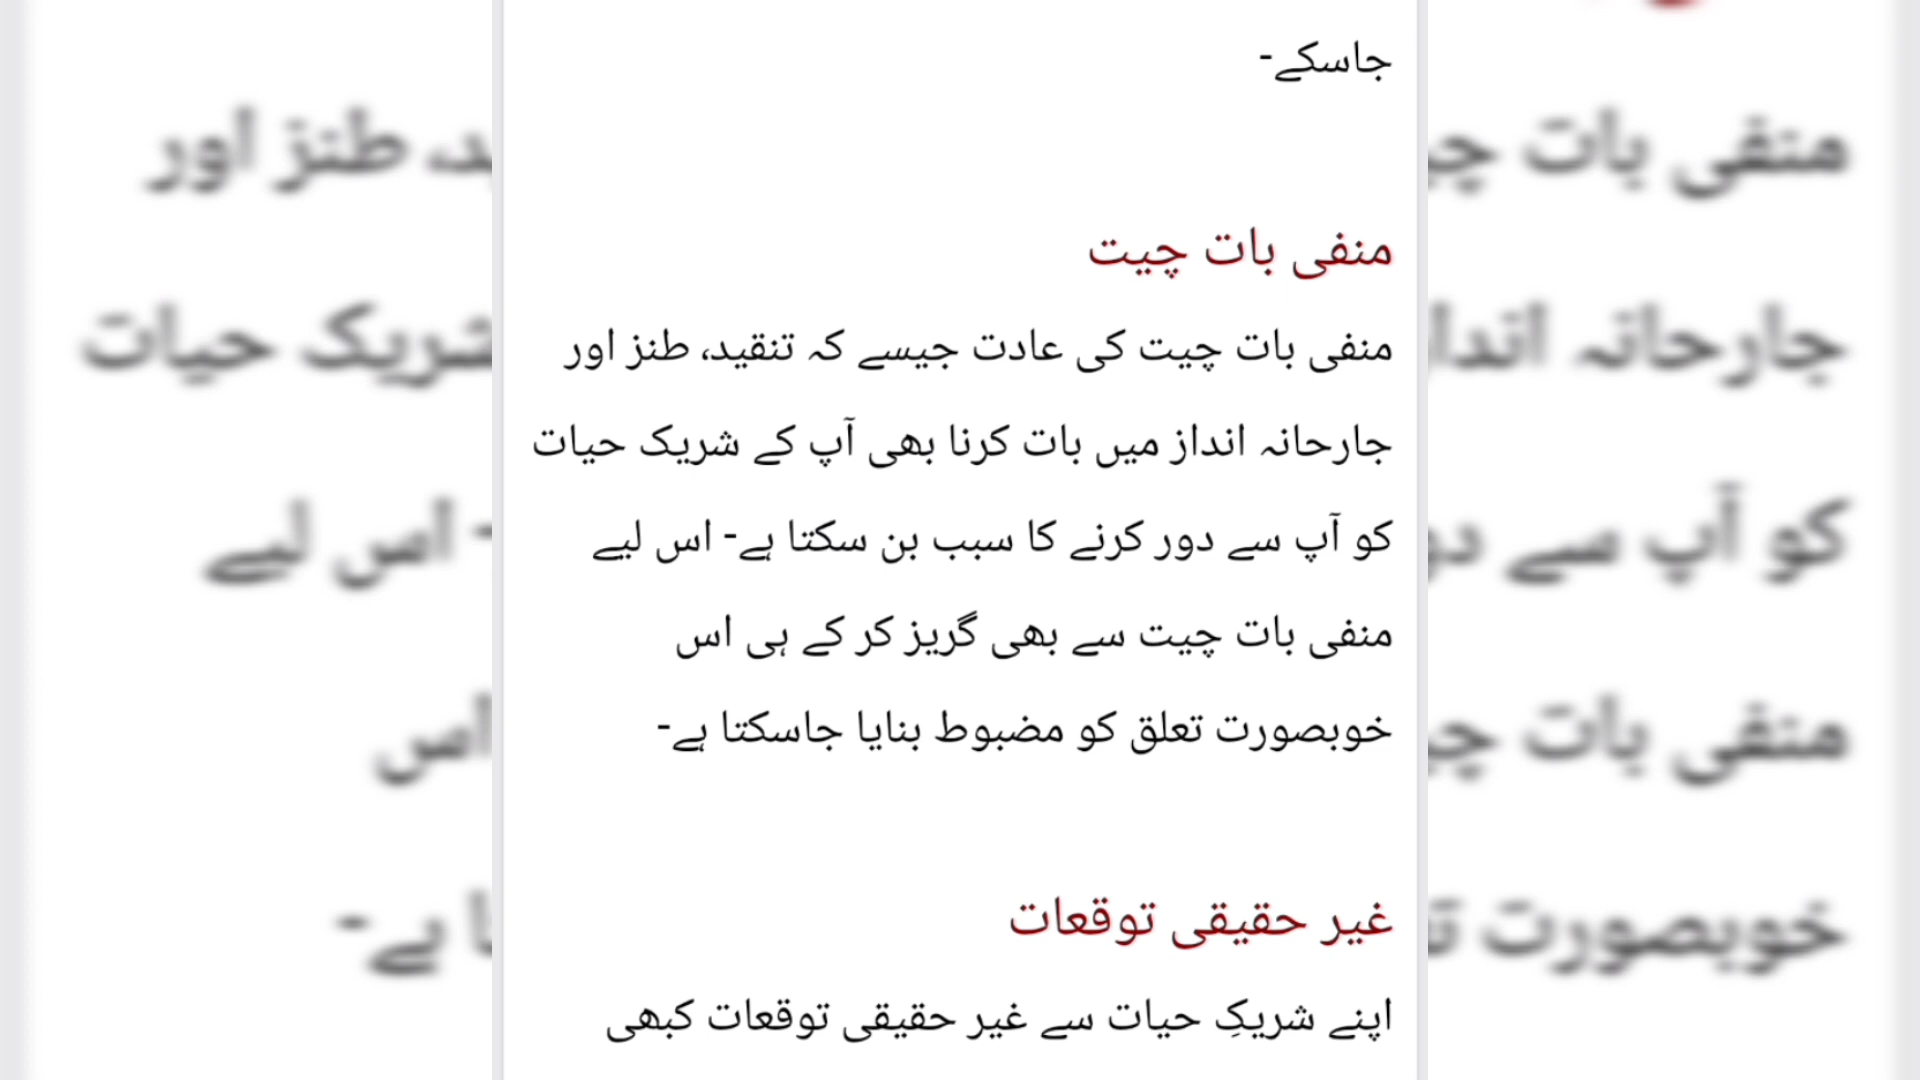 جاسکے-
منفی بات چیت
منفی بات چیت کی عادت جیسے کہ تنقید، طنز اور
جارحانہ انداز میں بات کرنا بھی آپ کے شریک حیات
کو آپ سے دور کرنے کا سبب بن سکتا ہے- اس لیے
منفی بات چیت سے بھی گریز کر کے ہی اس
خوبصورت تعلق کو مضبوط بنایا جاسکتا ہے-
غیر حقیقی توقعات
اپنے شریکِ حیات سے غیر حقیقی توقعات کبھی